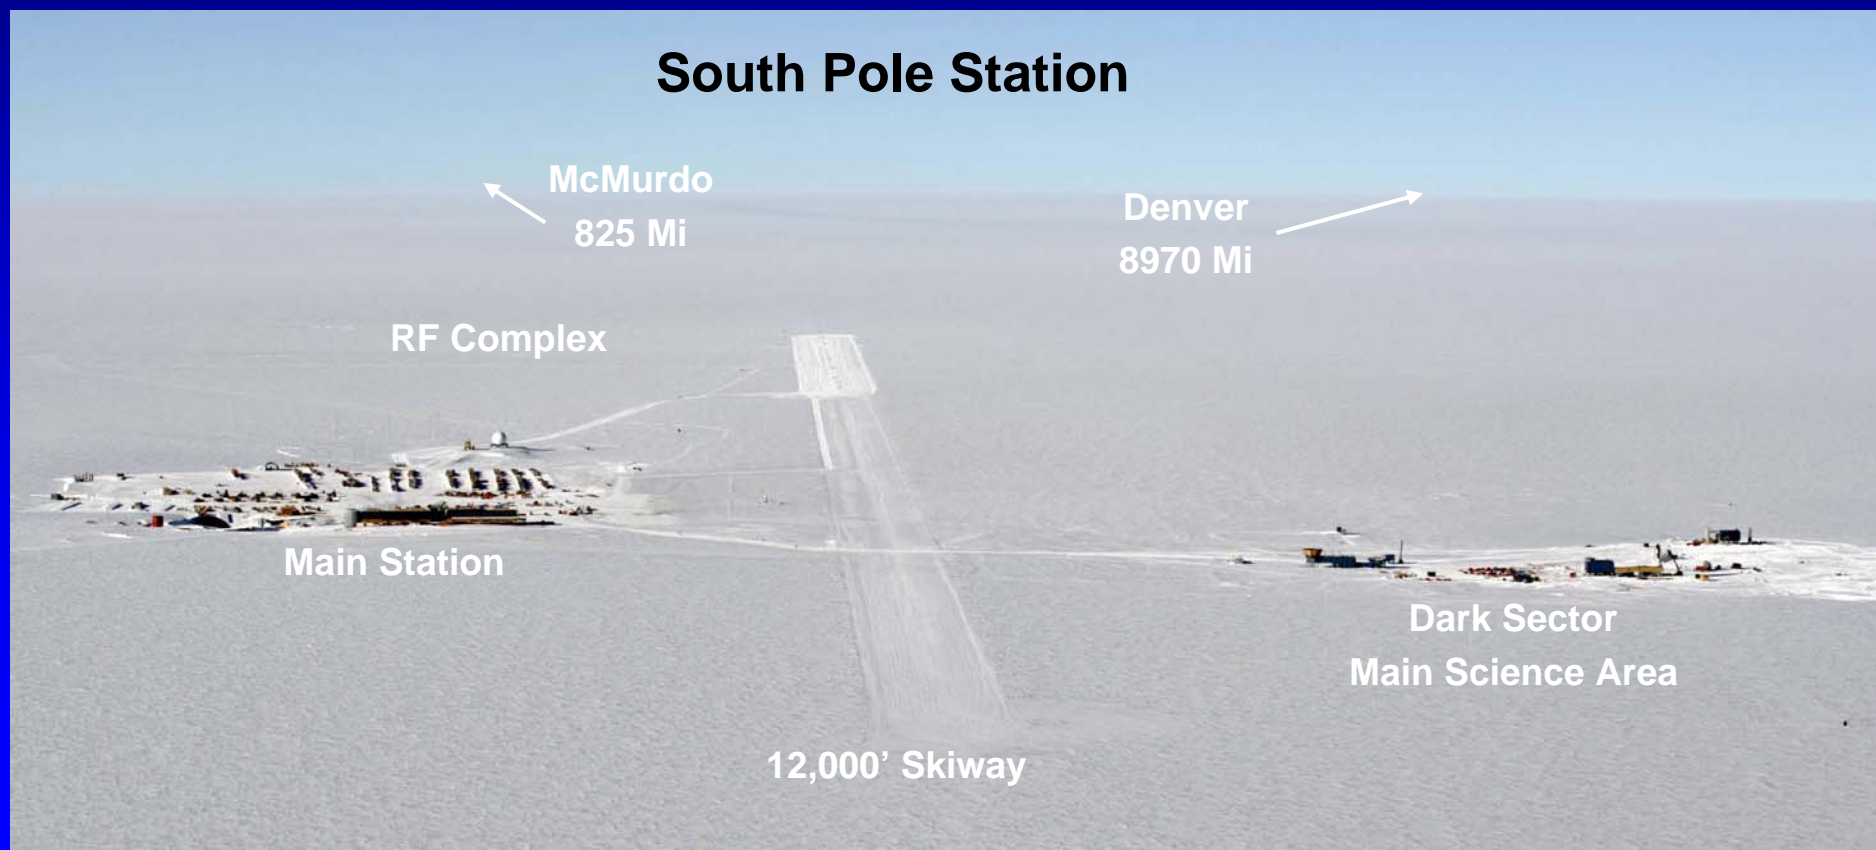 South Pole Station
McMurdo
825 Mi
Denver
8970 Mi
RF Complex
Main Station
Dark Sector
Main Science Area
12,000’ Skiway